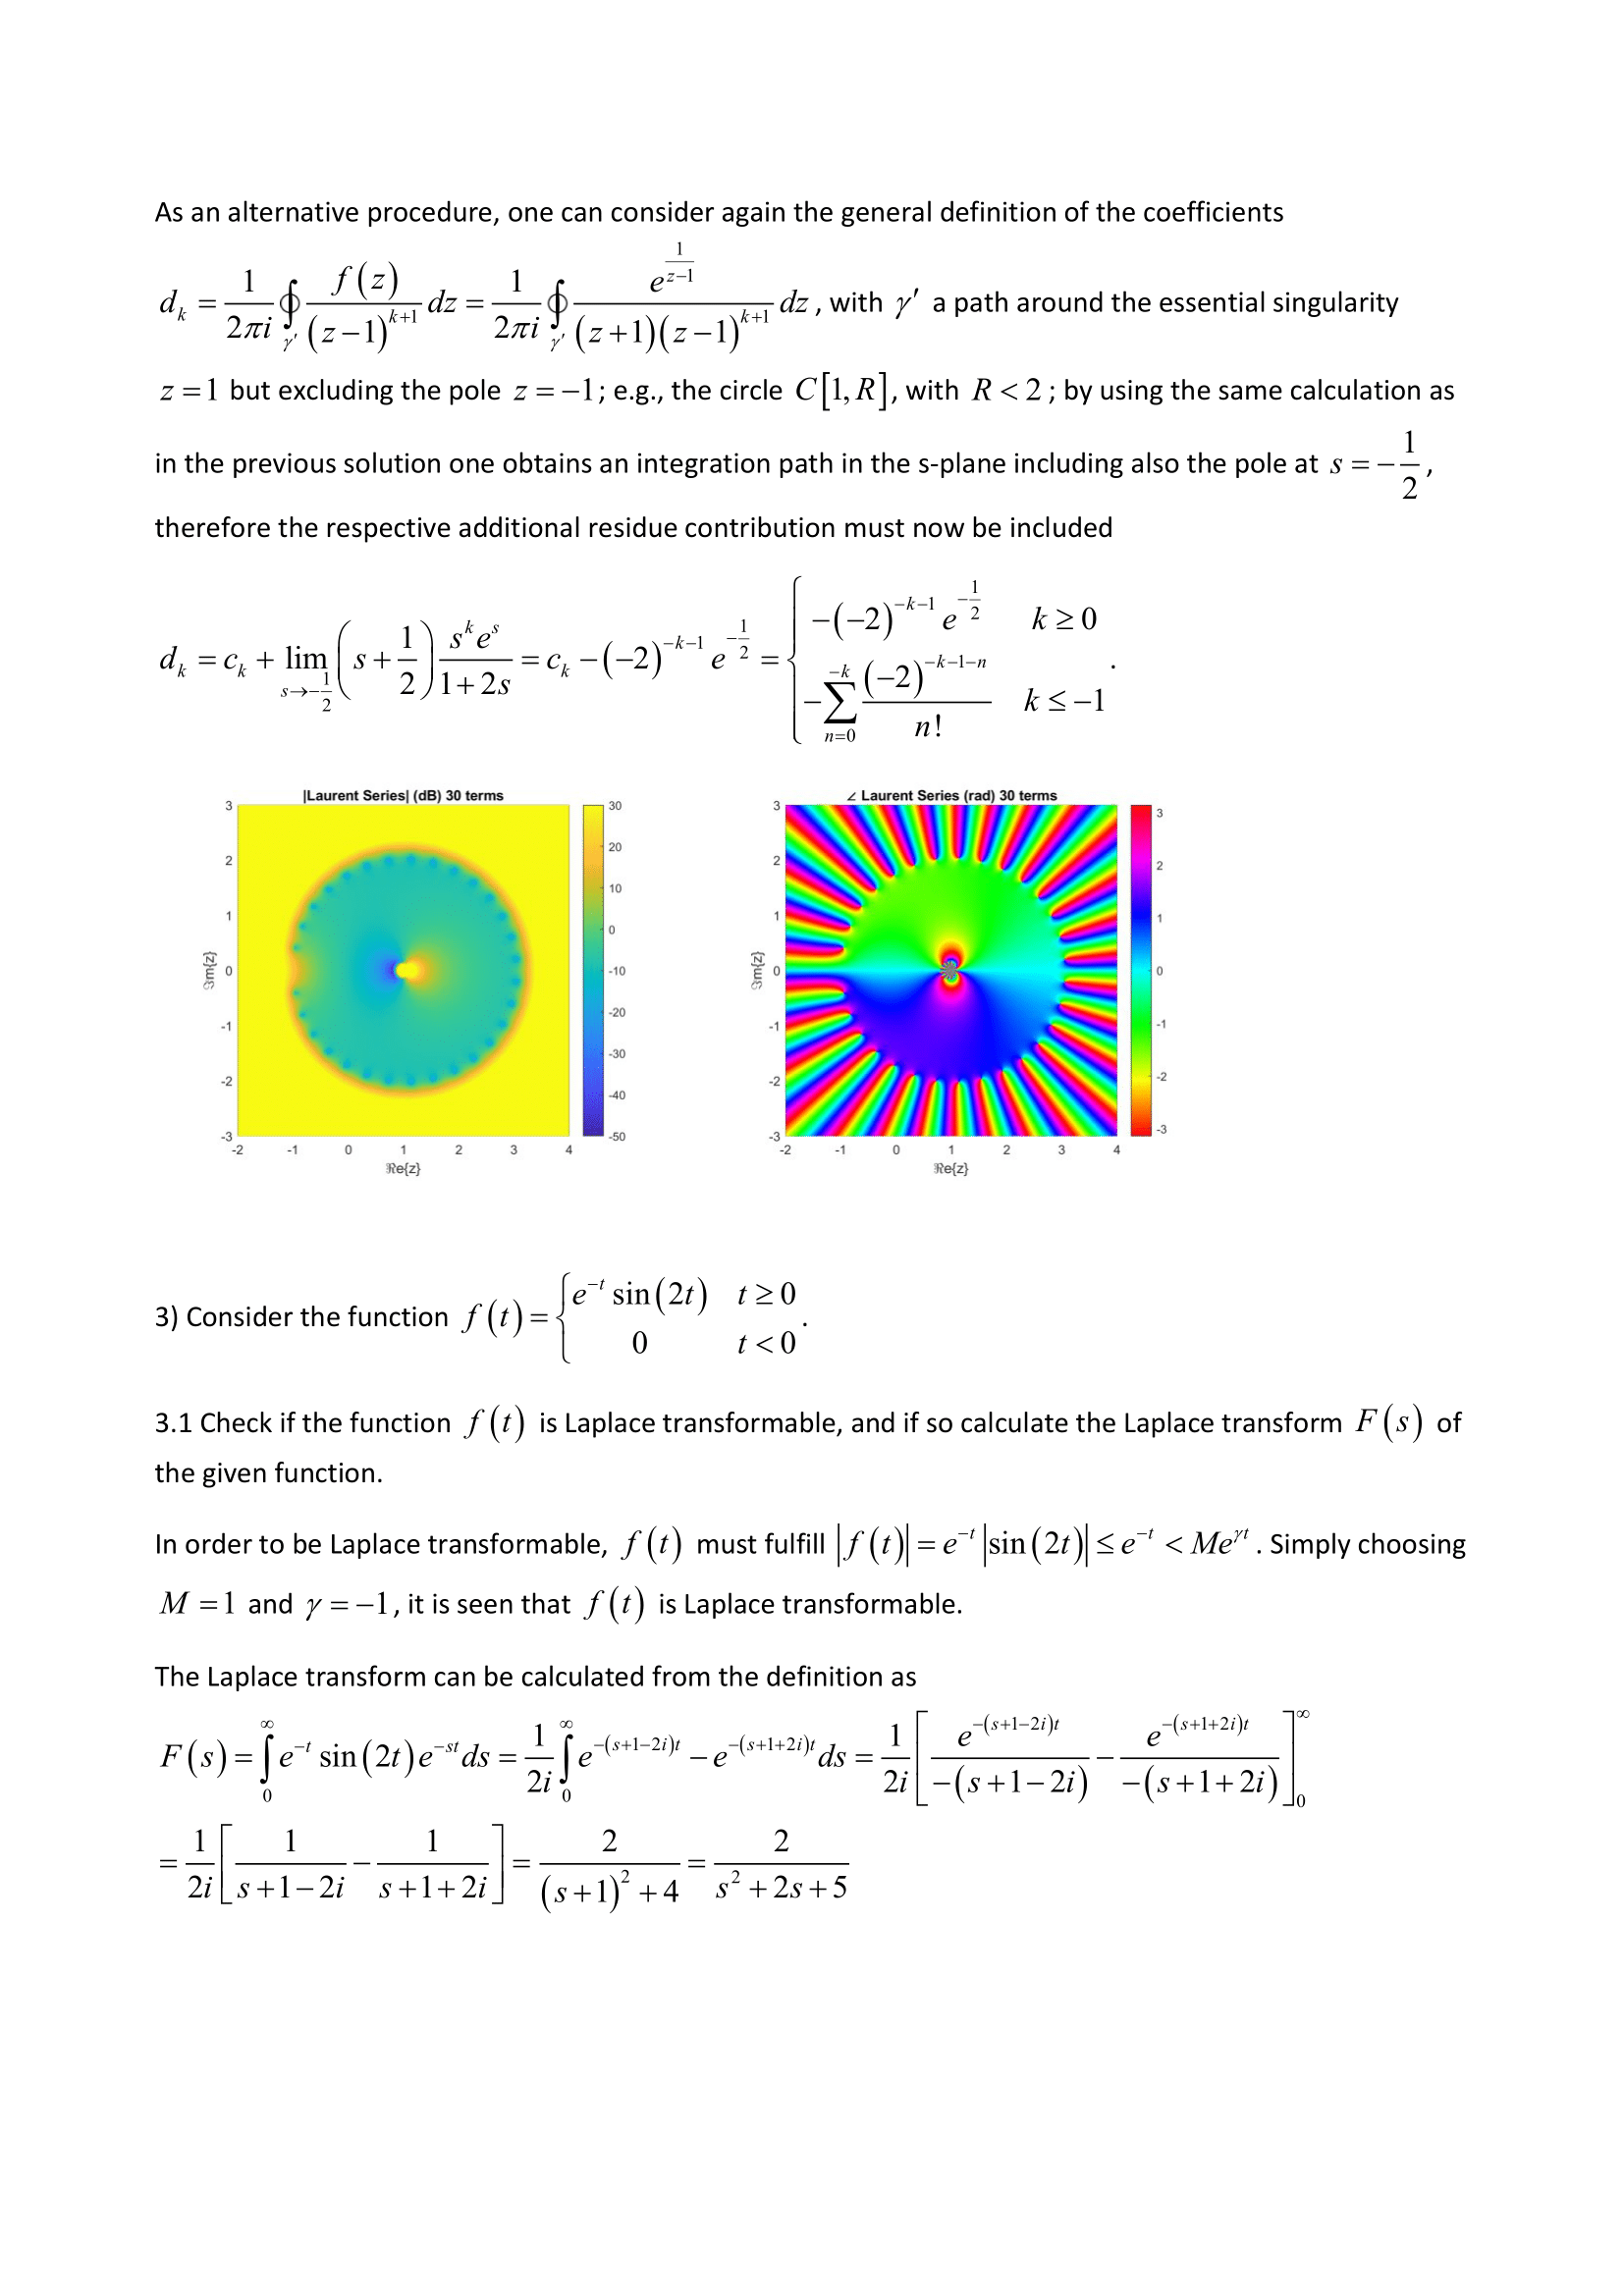 As an alternative procedure, one can consider again the general definition of the coefficients
$d_k = \frac{1}{2\pi i} \oint_{\gamma'} \frac{f(z)}{(z-1)^{k+1}} dz = \frac{1}{2\pi i} \oint_{\gamma'} \frac{e^{\frac{1}{z-1}}}{(z+1)(z-1)^{k+1}} dz$, with $\gamma'$ a path around the essential singularity
$z = 1$ but excluding the pole $z = -1$; e.g., the circle $C[1, R]$, with $R < 2$; by using the same calculation as
in the previous solution one obtains an integration path in the s-plane including also the pole at $s = -\frac{1}{2}$,
therefore the respective additional residue contribution must now be included
$d_k = c_k + \lim_{s \to -\frac{1}{2}} \left(s + \frac{1}{2}\right) \frac{s^k e^s}{1+2s} = c_k - (-2)^{-k-1} e^{-\frac{1}{2}} = \begin{cases} -(-2)^{-k-1} e^{-\frac{1}{2}} & k \geq 0 \\ -\sum_{n=0}^{-k} \frac{(-2)^{-k-1-n}}{n!} & k \leq -1 \end{cases}.$
|Laurent Series| (dB) 30 terms
3
2
1
0
-1
-2
-3
ℑm{z}
-2 -1 0 1 2 3 4
ℜe{z}
30
20
10
0
-10
-20
-30
-40
-50
∠ Laurent Series (rad) 30 terms
3
2
1
0
-1
-2
-3
ℑm{z}
-2 -1 0 1 2 3 4
ℜe{z}
3
2
1
0
-1
-2
-3
3) Consider the function $f(t) = \begin{cases} e^{-t} \sin(2t) & t \geq 0 \\ 0 & t < 0 \end{cases}.$
3.1 Check if the function $f(t)$ is Laplace transformable, and if so calculate the Laplace transform $F(s)$ of
the given function.
In order to be Laplace transformable, $f(t)$ must fulfill $|f(t)| = e^{-t} |\sin(2t)| \leq e^{-t} < Me^{\gamma t}$. Simply choosing
$M = 1$ and $\gamma = -1$, it is seen that $f(t)$ is Laplace transformable.
The Laplace transform can be calculated from the definition as
$F(s) = \int_0^\infty e^{-t} \sin(2t) e^{-st} ds = \frac{1}{2i} \int_0^\infty e^{-(s+1-2i)t} - e^{-(s+1+2i)t} ds = \frac{1}{2i} \left[ \frac{e^{-(s+1-2i)t}}{-(s+1-2i)} - \frac{e^{-(s+1+2i)t}}{-(s+1+2i)} \right]_0^\infty$
$= \frac{1}{2i} \left[ \frac{1}{s+1-2i} - \frac{1}{s+1+2i} \right] = \frac{2}{(s+1)^2+4} = \frac{2}{s^2+2s+5}$